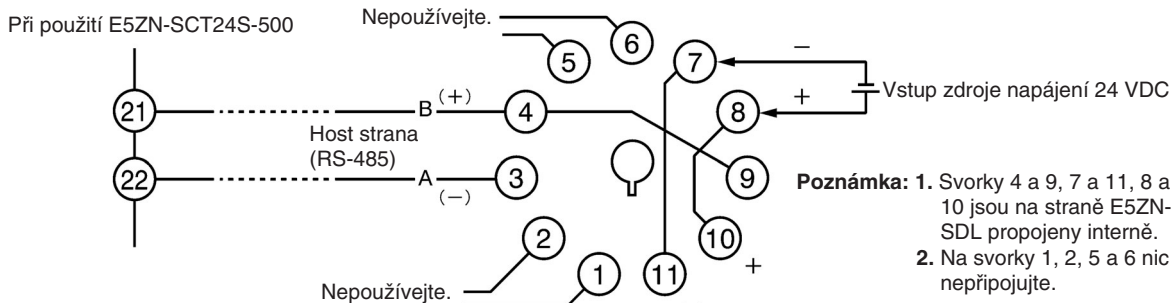 Při použití E5ZN-SCT24S-500
Nepoužívejte.
6
5
7
−
Vstup zdroje napájení 24 VDC
+
8
21
B
(+)
4
Host strana
(RS-485)
22
A
(−)
3
9
Poznámka: 1. Svorky 4 a 9, 7 a 11, 8 a
10 jsou na straně E5ZN-
SDL propojeny interně.
2. Na svorky 1, 2, 5 a 6 nic
nepřipojujte.
2
10
+
1
11
Nepoužívejte.